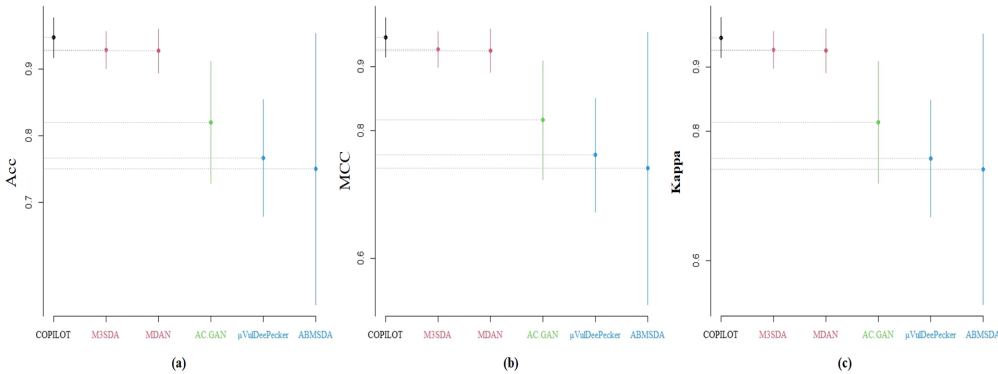 Acc
0.9
0.8
0.7
COPILOT M3SDA MDAN AC GAN µVulDeePecker ABMSDA
(a)
MCC
0.9
0.8
0.6
COPILOT M3SDA MDAN AC GAN µVulDeePecker ABMSDA
(b)
Kappa
0.9
0.8
0.6
COPILOT M3SDA MDAN AC GAN µVulDeePecker ABMSDA
(c)